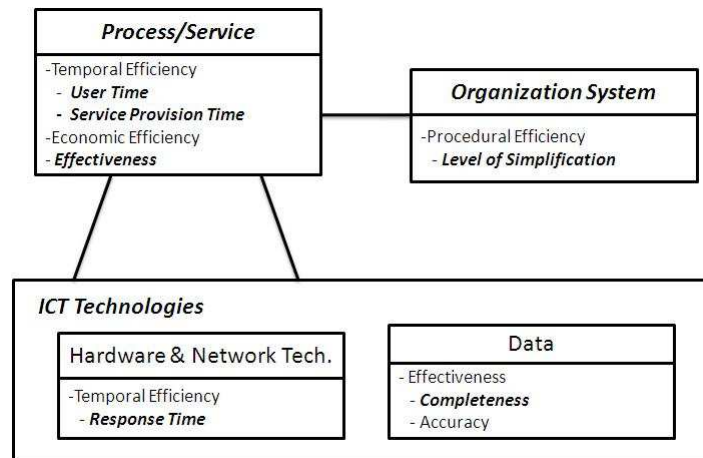 Process/Service
-Temporal Efficiency
- User Time
- Service Provision Time
-Economic Efficiency
- Effectiveness
Organization System
-Procedural Efficiency
- Level of Simplification
ICT Technologies
Hardware & Network Tech.
-Temporal Efficiency
- Response Time
Data
- Effectiveness
- Completeness
- Accuracy